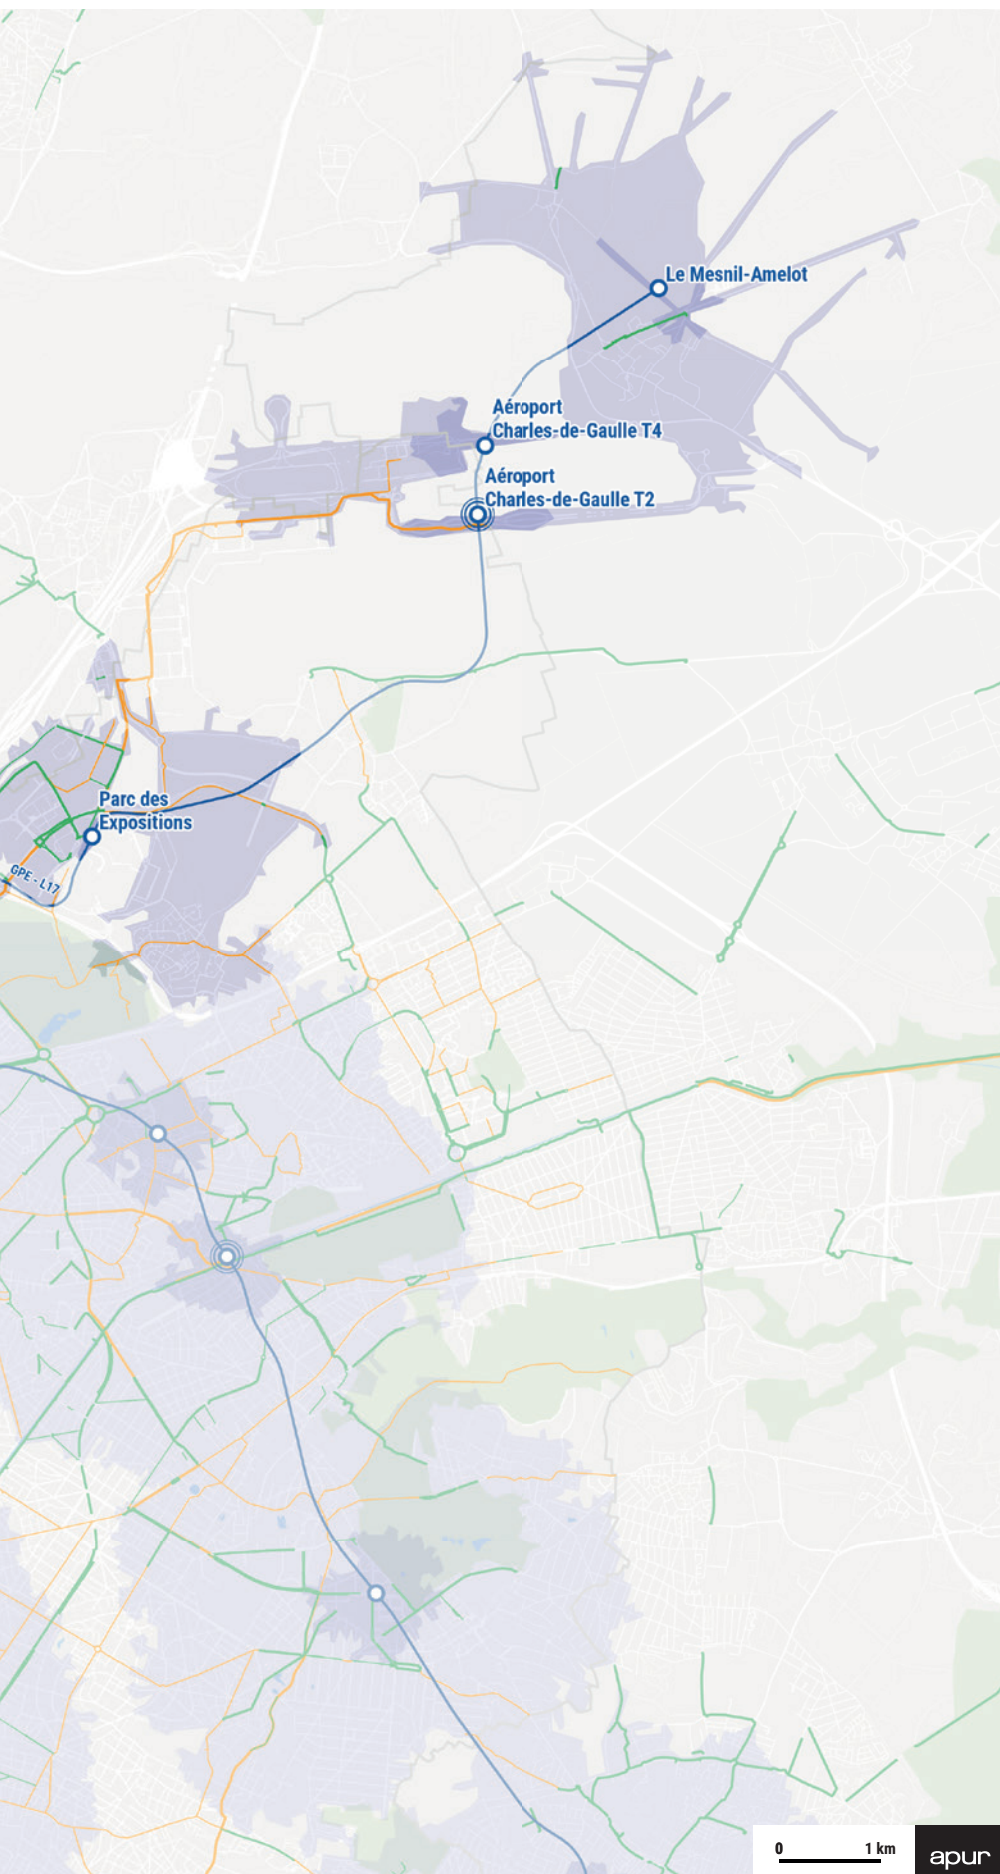 Le Mesnil-Amelot
Aéroport
Charles-de-Gaulle T4
Aéroport
Charles-de-Gaulle T2
Parc des
Expositions
GPE - L17
0 1 km
apur